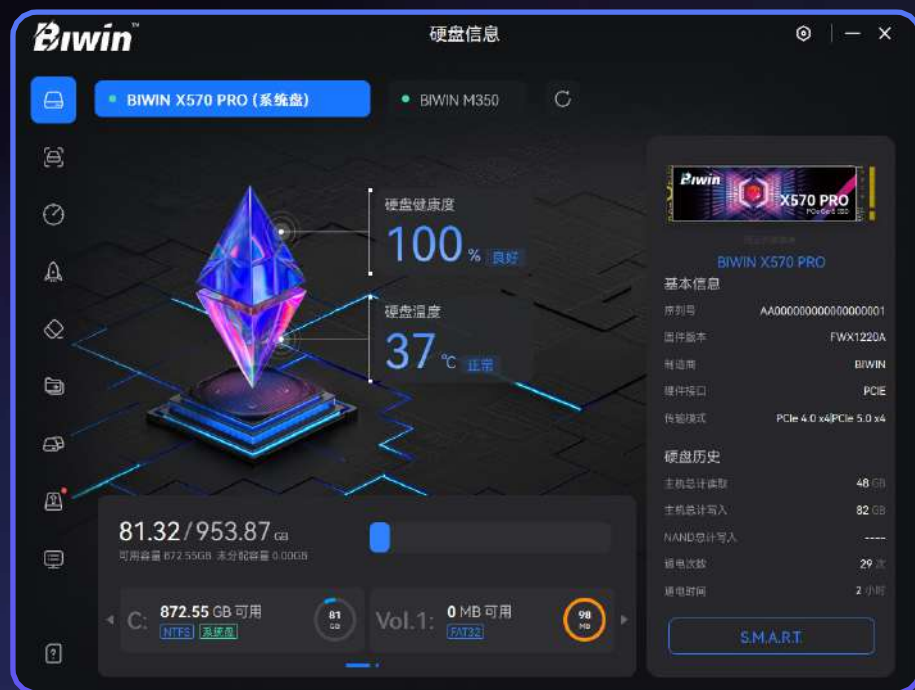 Biwin™
硬盘信息
BIWIN X570 PRO (系统盘)
BIWIN M350
硬盘健康度
100 % 良好
硬盘温度
37 ℃ 正常
81.32/953.87 GB
可用容量 872.55GB 未分配容量 0.00GB
C: 872.55 GB 可用
NTFS 系统盘
81
GB
Vol.1: 0 MB 可用
FAT32
98
MB
Biwin
X570 PRO
PCIe Gen5 SSD
BIWIN X570 PRO
基本信息
序列号 AA000000000000000001
固件版本 FWX1220A
制造商 BIWIN
硬件接口 PCIE
传输模式 PCIe 4.0 x4|PCIe 5.0 x4
硬盘历史
主机总计读取 48 GB
主机总计写入 82 GB
NAND总计写入 ----
通电次数 29 次
通电时间 2 小时
S.M.A.R.T.